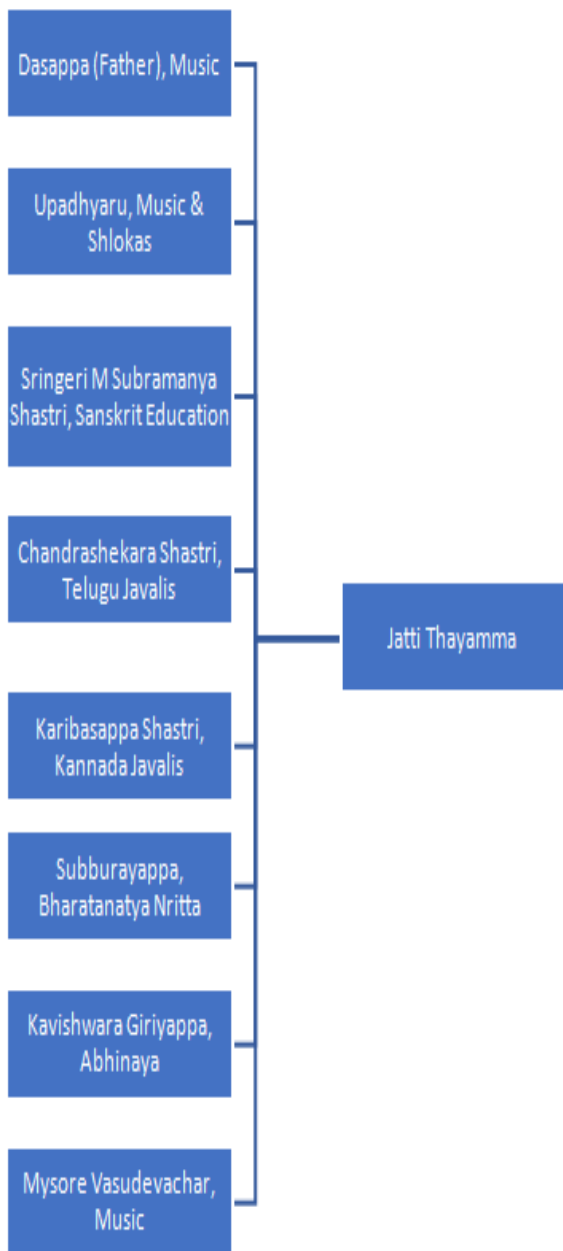 Dasappa (Father), Music
Upadhyaru, Music &
Shlokas
Sringeri M Subramanya
Shastri, Sanskrit Education
Chandrashekara Shastri,
Telugu Javalis
Jatti Thayamma
Karibasappa Shastri,
Kannada Javalis
Subburayappa,
Bharatanatya Nritta
Kavishwara Giriyappa,
Abhinaya
Mysore Vasudevachar,
Music